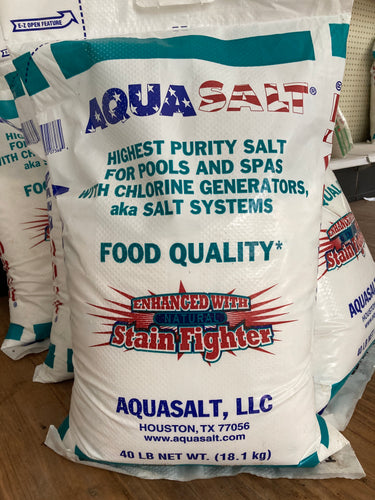 E-Z OPEN FEATURE
AQUASALT®
HIGHEST PURITY SALT
FOR POOLS AND SPAS
WITH CHLORINE GENERATORS,
aka SALT SYSTEMS
FOOD QUALITY*
ENHANCED WITH
NATURAL
Stain Fighter
AQUASALT, LLC
HOUSTON, TX 77056
www.aquasalt.com
40 LB NET WT. (18.1 kg)